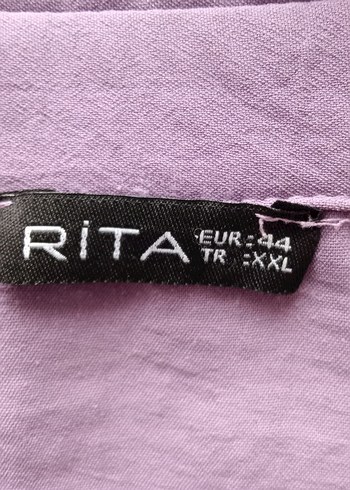 RİTA
EUR :44
TR :XXL